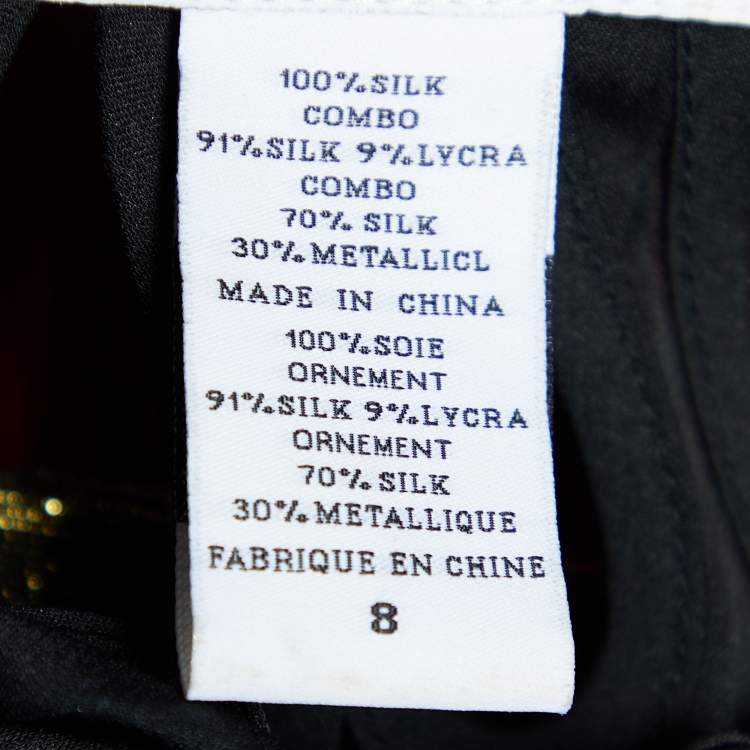 100%SILK
COMBO
91%SILK 9%LYCRA
COMBO
70% SILK
30%METALLICL
MADE IN CHINA
100%SOIE
ORNEMENT
91%SILK 9%LYCRA
ORNEMENT
70%SILK
30%METALLIQUE
FABRIQUE EN CHINE
8